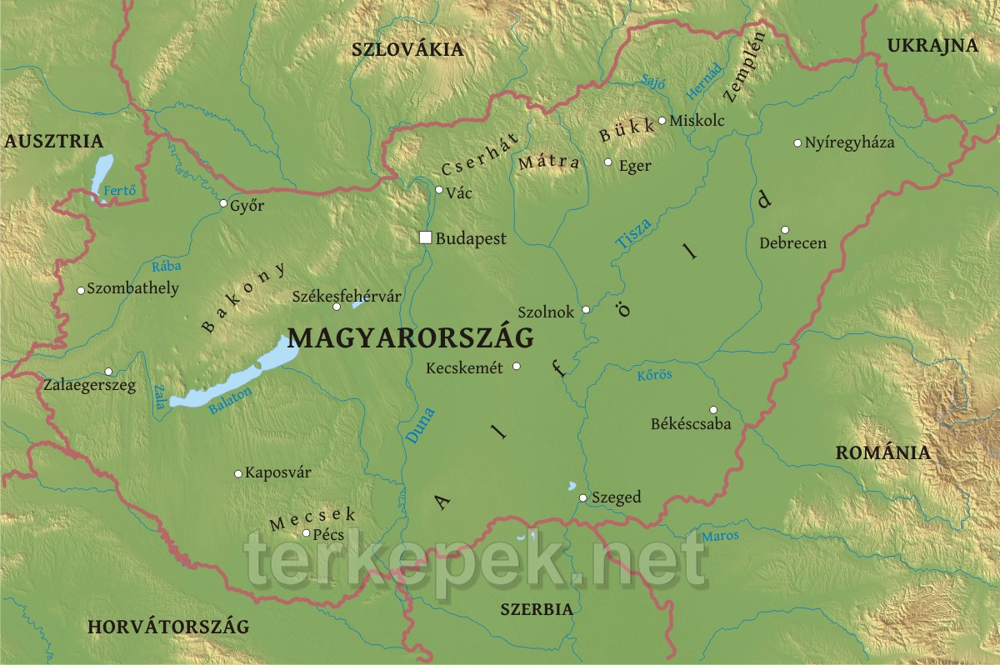 SZLOVÁKIA
UKRAJNA
Zemplén
Hernád
Sajó
Bükk
Miskolc
AUSZTRIA
Nyíregyháza
Cserhát
Mátra
Eger
Fertő
Vác
Győr
Budapest
Tisza
Debrecen
Rába
Szombathely
Bakony
Székesfehérvár
Szolnok
MAGYARORSZÁG
Kecskemét
Alföld
Kőrös
Zalaegerszeg
Zala
Balaton
Duna
Békéscsaba
ROMÁNIA
Kaposvár
Szeged
Mecsek
Pécs
Maros
terkepek.net
SZERBIA
HORVÁTORSZÁG